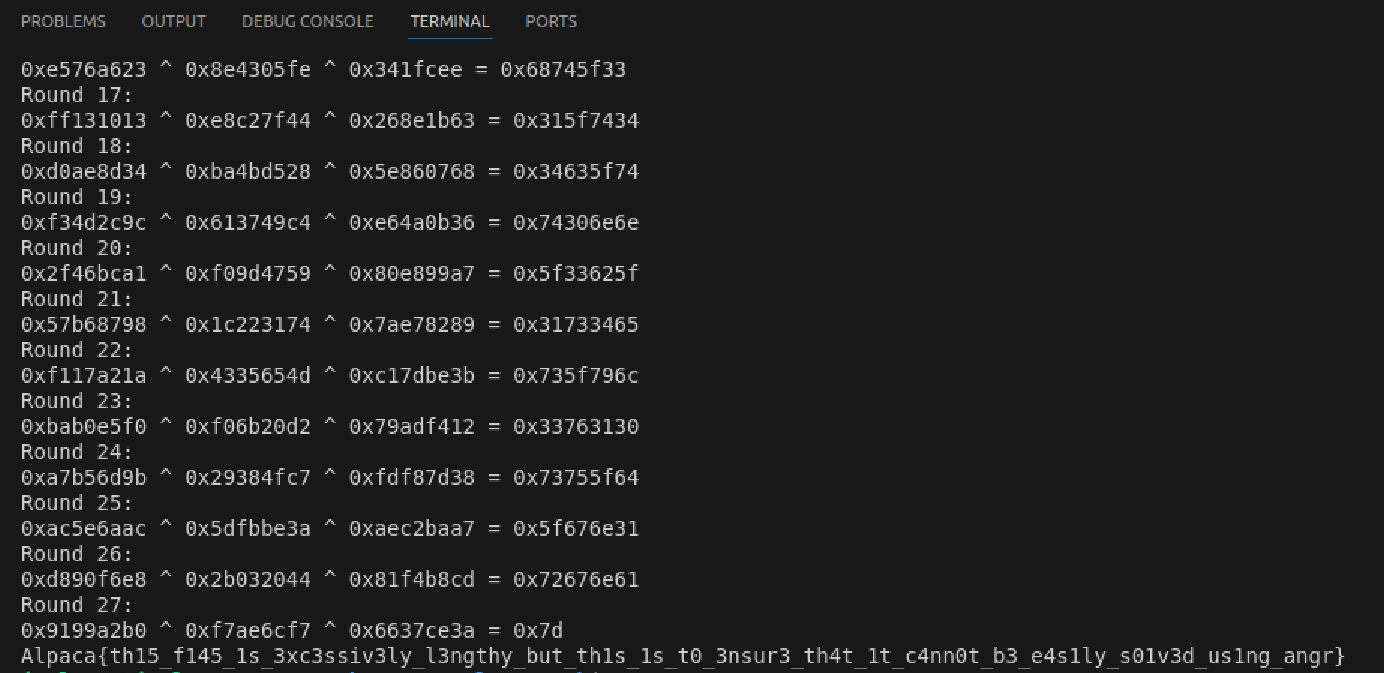 PROBLEMS OUTPUT DEBUG CONSOLE TERMINAL PORTS
0xe576a623 ^ 0x8e4305fe ^ 0x341fcee = 0x68745f33
Round 17:
0xff131013 ^ 0xe8c27f44 ^ 0x268e1b63 = 0x315f7434
Round 18:
0xd0ae8d34 ^ 0xba4bd528 ^ 0x5e860768 = 0x34635f74
Round 19:
0xf34d2c9c ^ 0x613749c4 ^ 0xe64a0b36 = 0x74306e6e
Round 20:
0x2f46bca1 ^ 0xf09d4759 ^ 0x80e899a7 = 0x5f33625f
Round 21:
0x57b68798 ^ 0x1c223174 ^ 0x7ae78289 = 0x31733465
Round 22:
0xf117a21a ^ 0x4335654d ^ 0xc17dbe3b = 0x735f796c
Round 23:
0xbab0e5f0 ^ 0xf06b20d2 ^ 0x79adf412 = 0x33763130
Round 24:
0xa7b56d9b ^ 0x29384fc7 ^ 0xfdf87d38 = 0x73755f64
Round 25:
0xac5e6aac ^ 0x5dfbbe3a ^ 0xaec2baa7 = 0x5f676e31
Round 26:
0xd890f6e8 ^ 0x2b032044 ^ 0x81f4b8cd = 0x72676e61
Round 27:
0x9199a2b0 ^ 0xf7ae6cf7 ^ 0x6637ce3a = 0x7d
Alpaca{th15_f145_1s_3xc3ssiv3ly_l3ngthy_but_th1s_1s_t0_3nsur3_th4t_1t_c4nn0t_b3_e4s1ly_s01v3d_us1ng_angr}